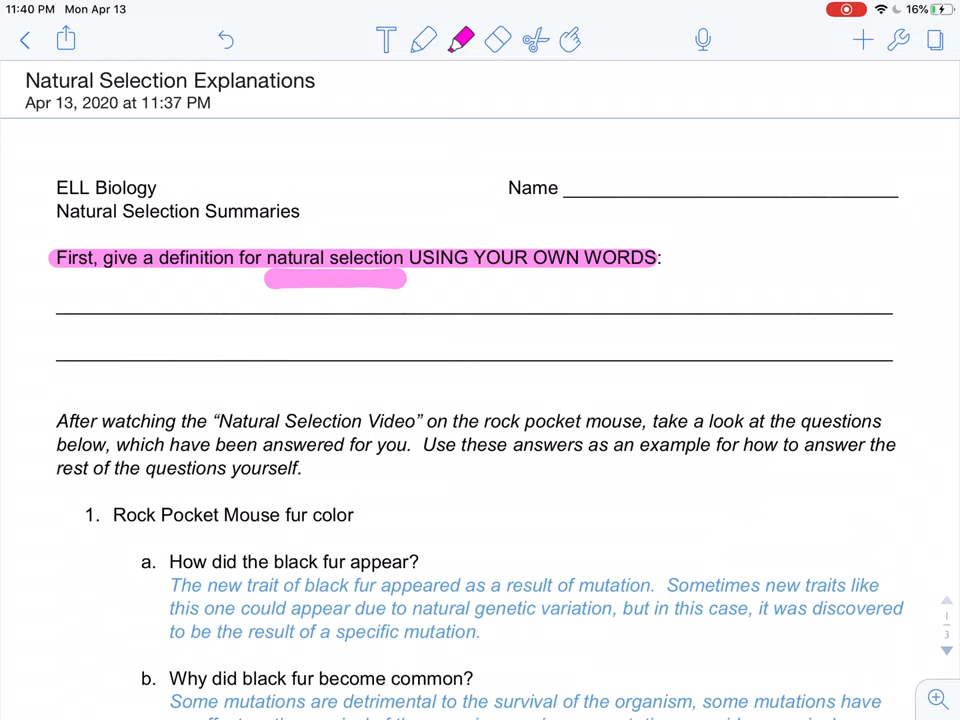 11:40 PM Mon Apr 13
16%
T
Natural Selection Explanations
Apr 13, 2020 at 11:37 PM
ELL Biology
Name ______________________________
Natural Selection Summaries
First, give a definition for natural selection USING YOUR OWN WORDS:
After watching the “Natural Selection Video” on the rock pocket mouse, take a look at the questions
below, which have been answered for you. Use these answers as an example for how to answer the
rest of the questions yourself.
1. Rock Pocket Mouse fur color
a. How did the black fur appear?
The new trait of black fur appeared as a result of mutation. Sometimes new traits like
this one could appear due to natural genetic variation, but in this case, it was discovered
to be the result of a specific mutation.
1
3
b. Why did black fur become common?
Some mutations are detrimental to the survival of the organism, some mutations have